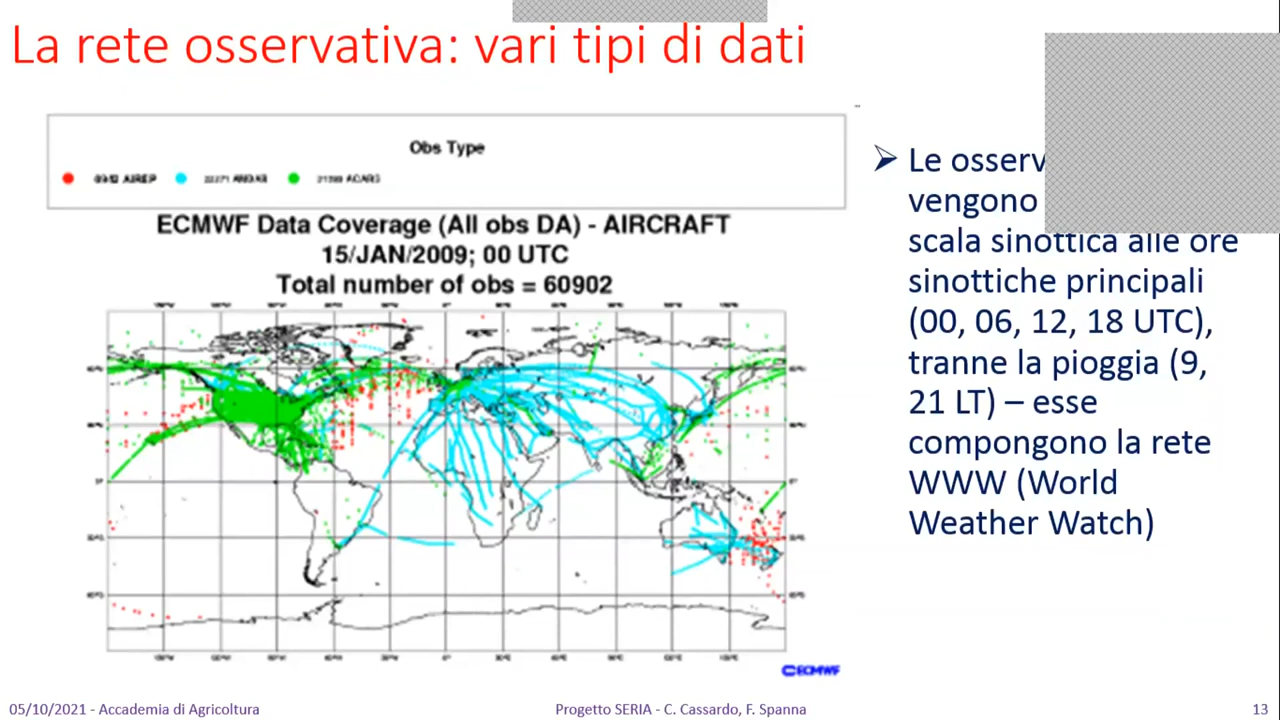 La rete osservativa: vari tipi di dati
Obs Type
AIREP AMDAR ACARS
ECMWF Data Coverage (All obs DA) - AIRCRAFT
15/JAN/2009; 00 UTC
Total number of obs = 60902
ECMWF
➢ Le
vengono
scala sinottica alle ore
sinottiche principali
(00, 06, 12, 18 UTC),
tranne la pioggia (9,
21 LT) – esse
compongono la rete
WWW (World
Weather Watch)
05/10/2021 - Accademia di Agricoltura
Progetto SERIA - C. Cassardo, F. Spanna
13